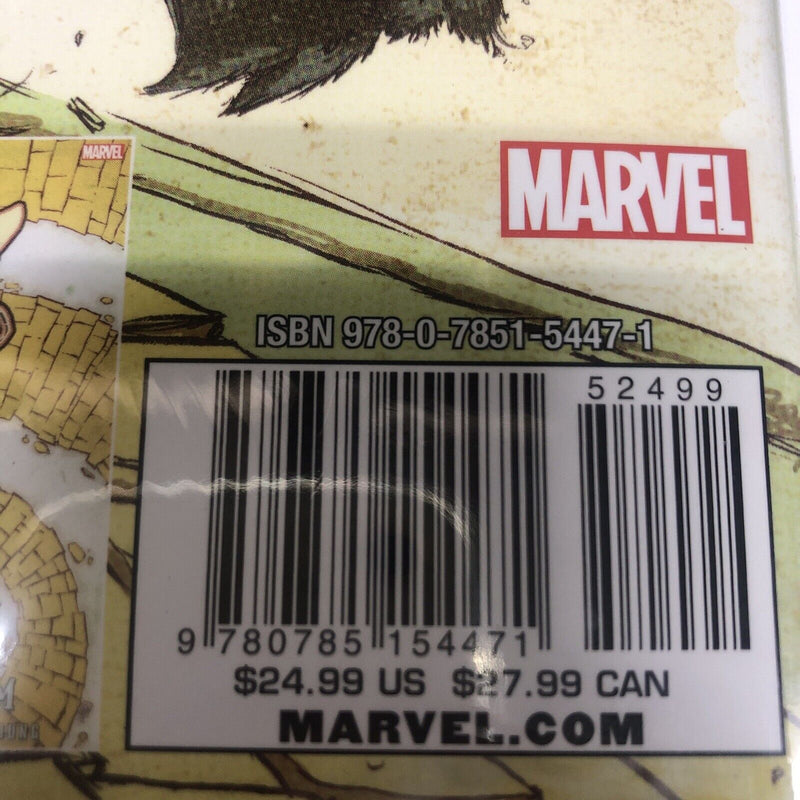 MARVEL
MARVEL
ISBN 978-0-7851-5447-1
52499
9 780785 154471
$24.99 US $27.99 CAN
MARVEL.COM